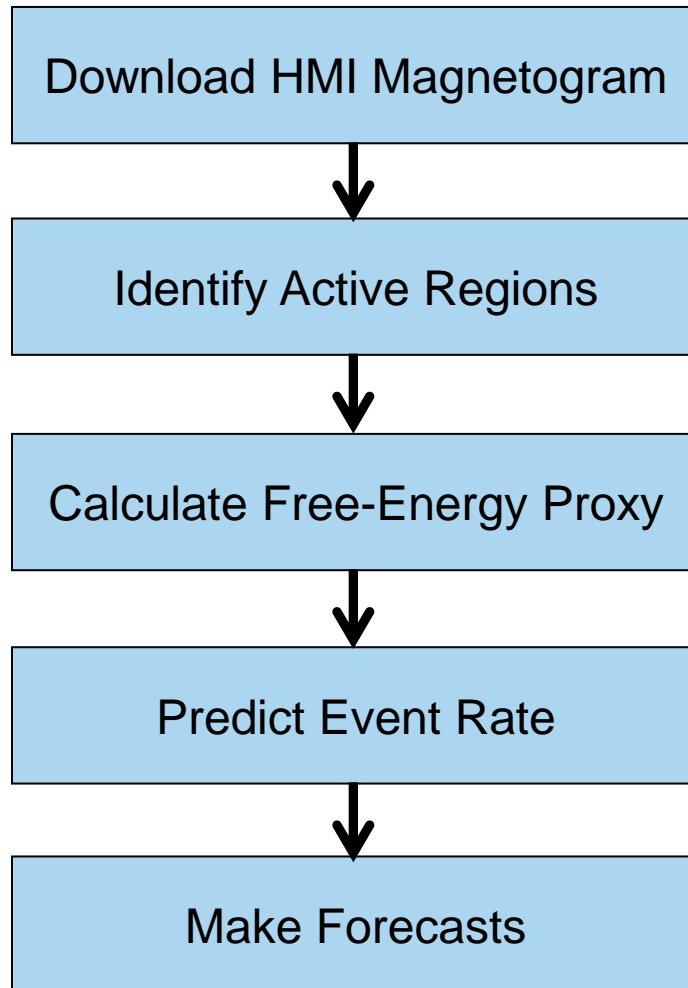 Download HMI Magnetogram
Identify Active Regions
Calculate Free-Energy Proxy
Predict Event Rate
Make Forecasts